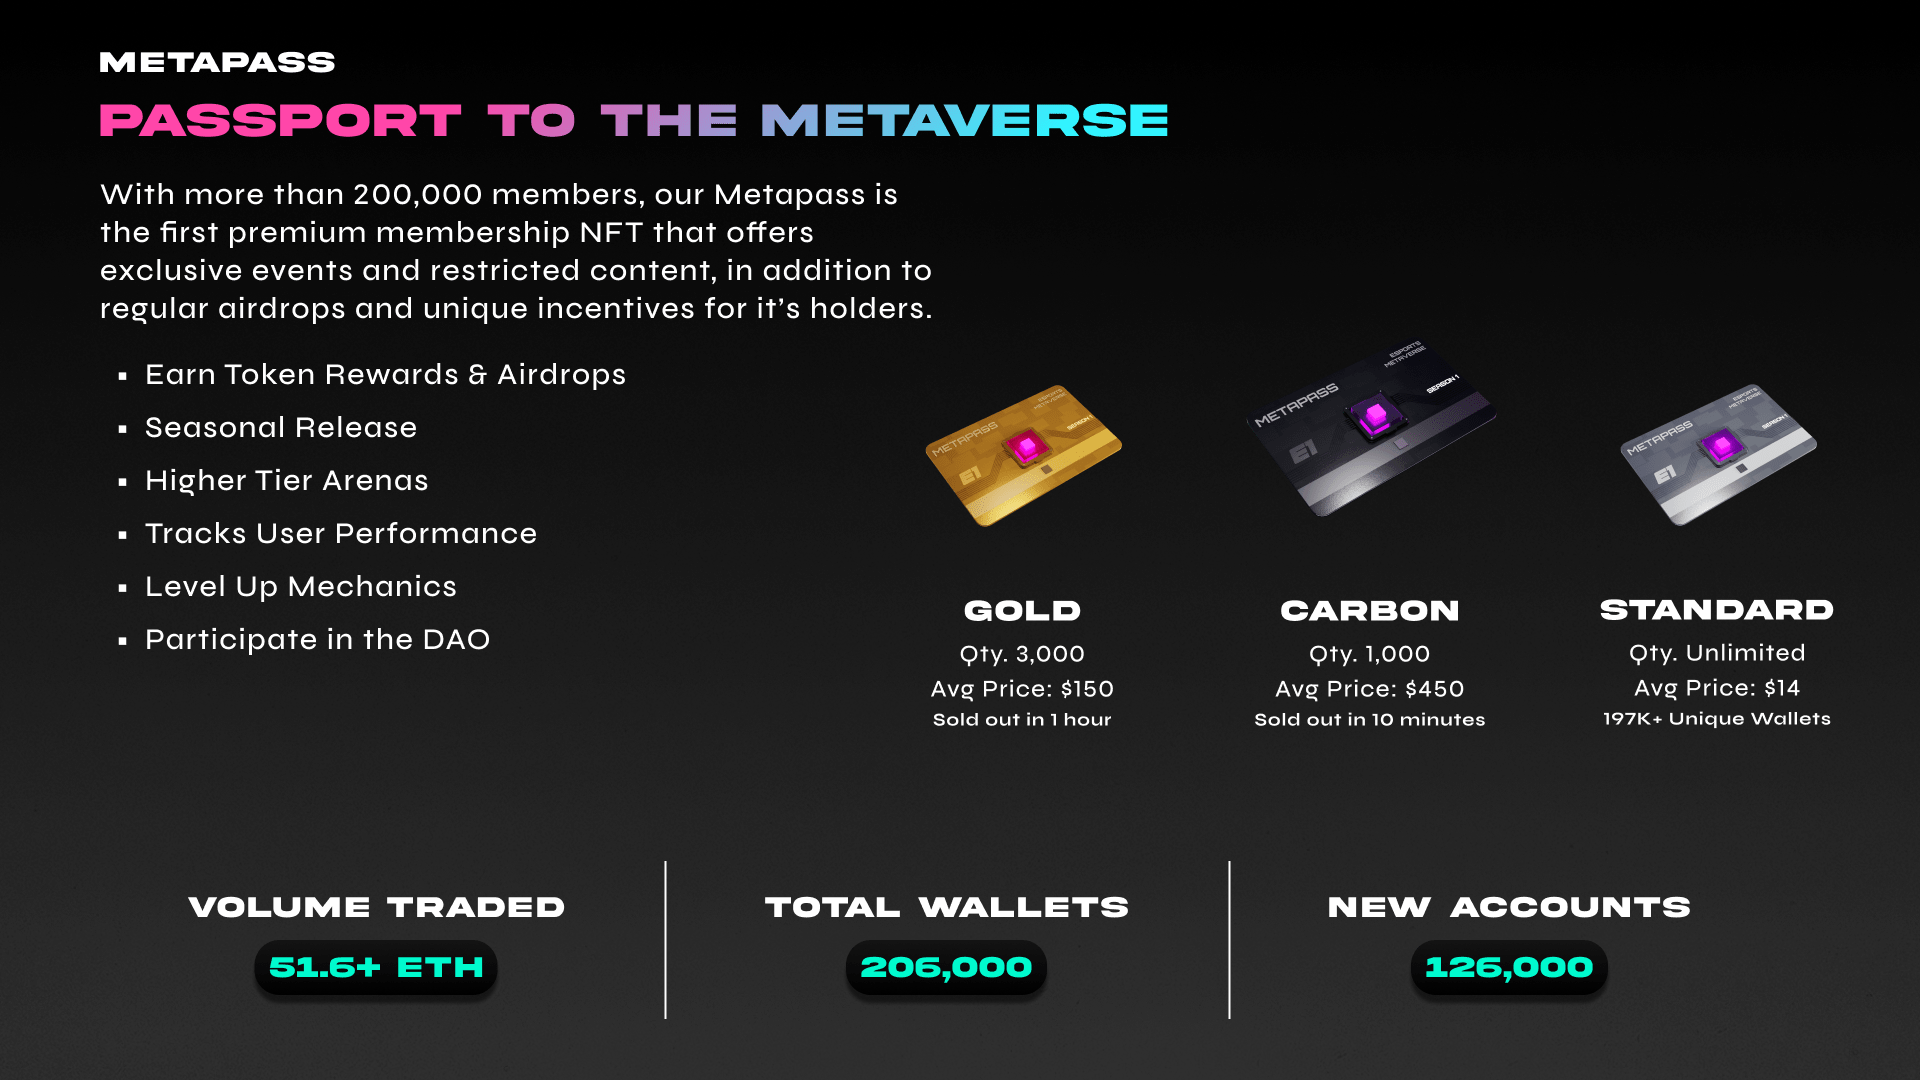 METAPASS
PASSPORT TO THE METAVERSE
With more than 200,000 members, our Metapass is
the first premium membership NFT that offers
exclusive events and restricted content, in addition to
regular airdrops and unique incentives for it's holders.
▪ Earn Token Rewards & Airdrops
▪ Seasonal Release
▪ Higher Tier Arenas
▪ Tracks User Performance
▪ Level Up Mechanics
▪ Participate in the DAO
METAPASS
ESPORTS
METAVERSE
SEASON 1
E1
METAPASS
ESPORTS
METAVERSE
SEASON 1
E1
METAPASS
ESPORTS
METAVERSE
SEASON 1
E1
GOLD
Qty. 3,000
Avg Price: $150
Sold out in 1 hour
CARBON
Qty. 1,000
Avg Price: $450
Sold out in 10 minutes
STANDARD
Qty. Unlimited
Avg Price: $14
197K+ Unique Wallets
VOLUME TRADED
51.6+ ETH
TOTAL WALLETS
206,000
NEW ACCOUNTS
126,000